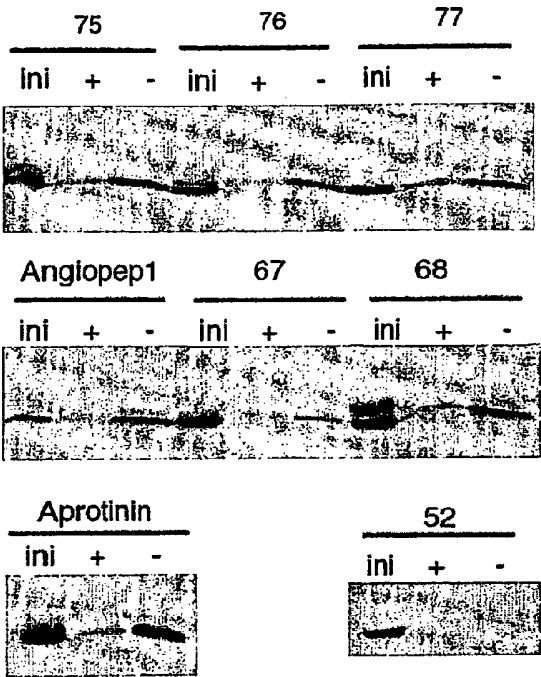 75 76 77
ini + - ini + - ini + -
Angiopep1 67 68
ini + - ini + - ini + -
Aprotinin 52
ini + - ini + -